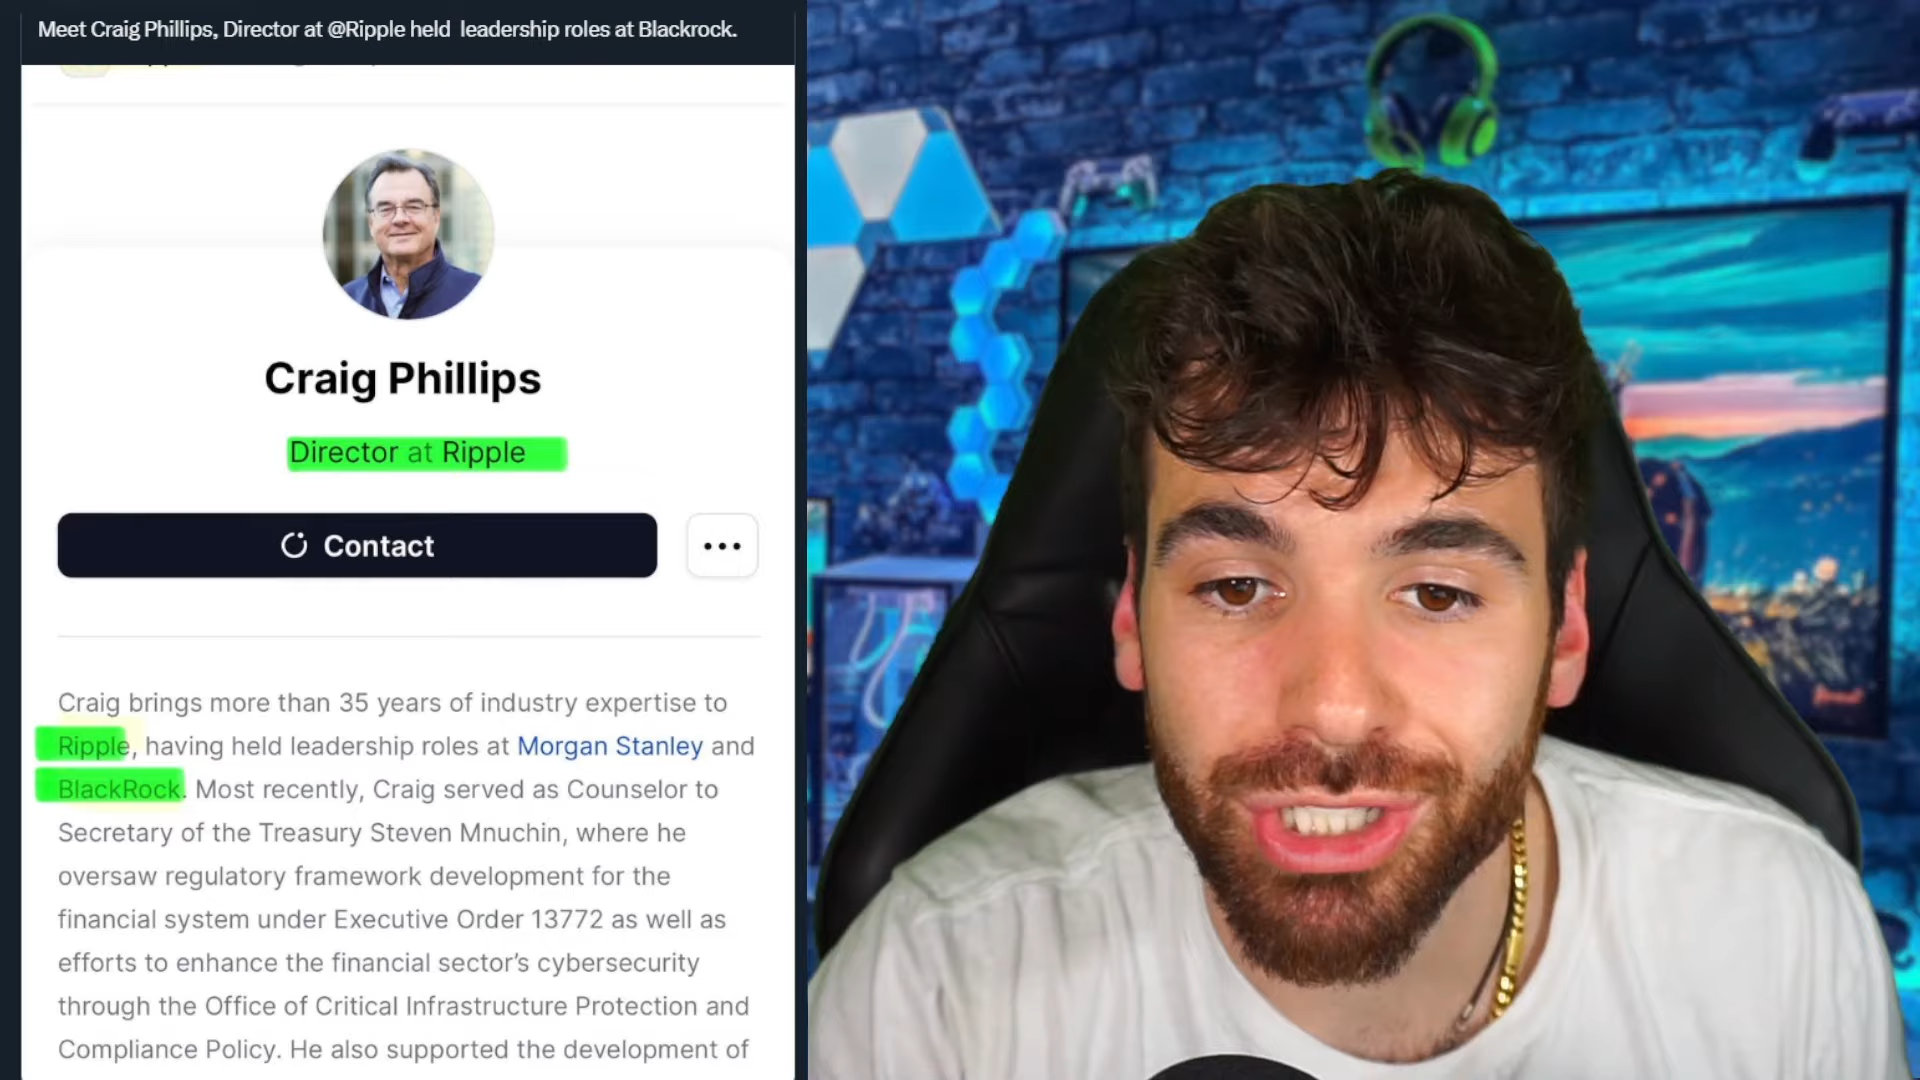 Meet Craig Phillips, Director at @Ripple held leadership roles at Blackrock.
Craig Phillips
Director at Ripple
Contact
Craig brings more than 35 years of industry expertise to
Ripple, having held leadership roles at Morgan Stanley and
BlackRock. Most recently, Craig served as Counselor to
Secretary of the Treasury Steven Mnuchin, where he
oversaw regulatory framework development for the
financial system under Executive Order 13772 as well as
efforts to enhance the financial sector's cybersecurity
through the Office of Critical Infrastructure Protection and
Compliance Policy. He also supported the development of